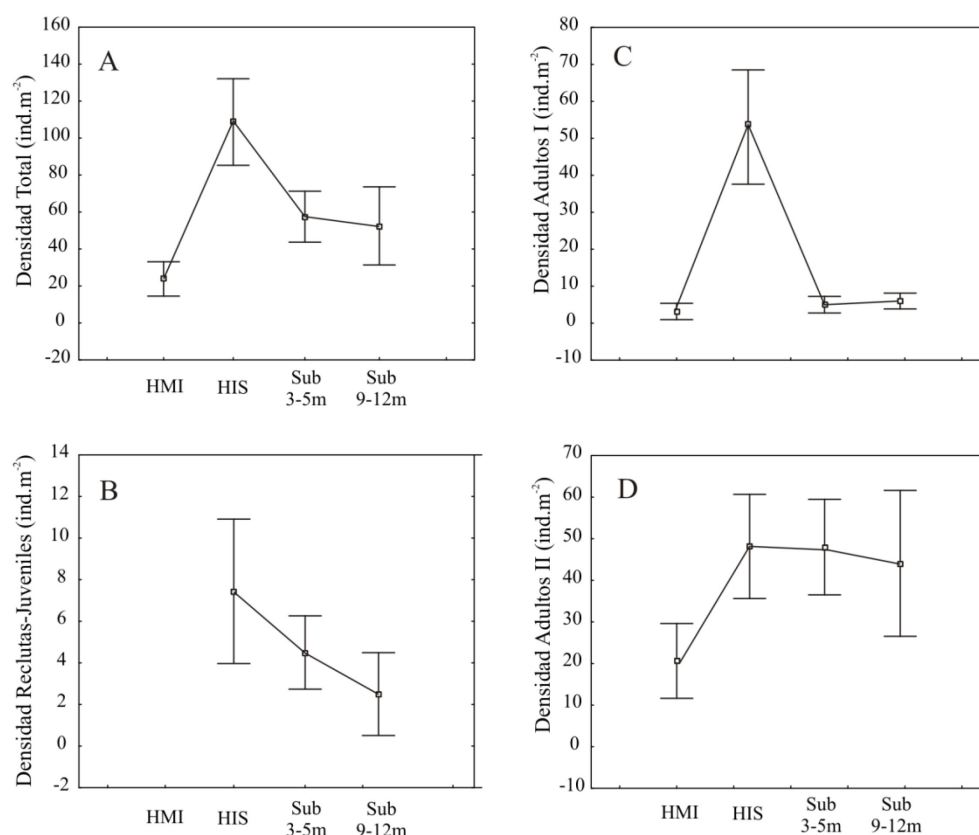 Densidad Total (ind.m-2)
160
140
120
100
80
60
40
20
0
-20
A
HMI
HIS
Sub
3-5m
Sub
9-12m
Densidad Adultos I (ind.m-2)
80
70
60
50
40
30
20
10
0
-10
C
Densidad Reclutas-Juveniles (ind.m-2)
14
12
10
8
6
4
2
0
-2
B
HMI
HIS
Sub
3-5m
Sub
9-12m
Densidad Adultos II (ind.m-2)
70
60
50
40
30
20
10
0
-10
D
HMI
HIS
Sub
3-5m
Sub
9-12m